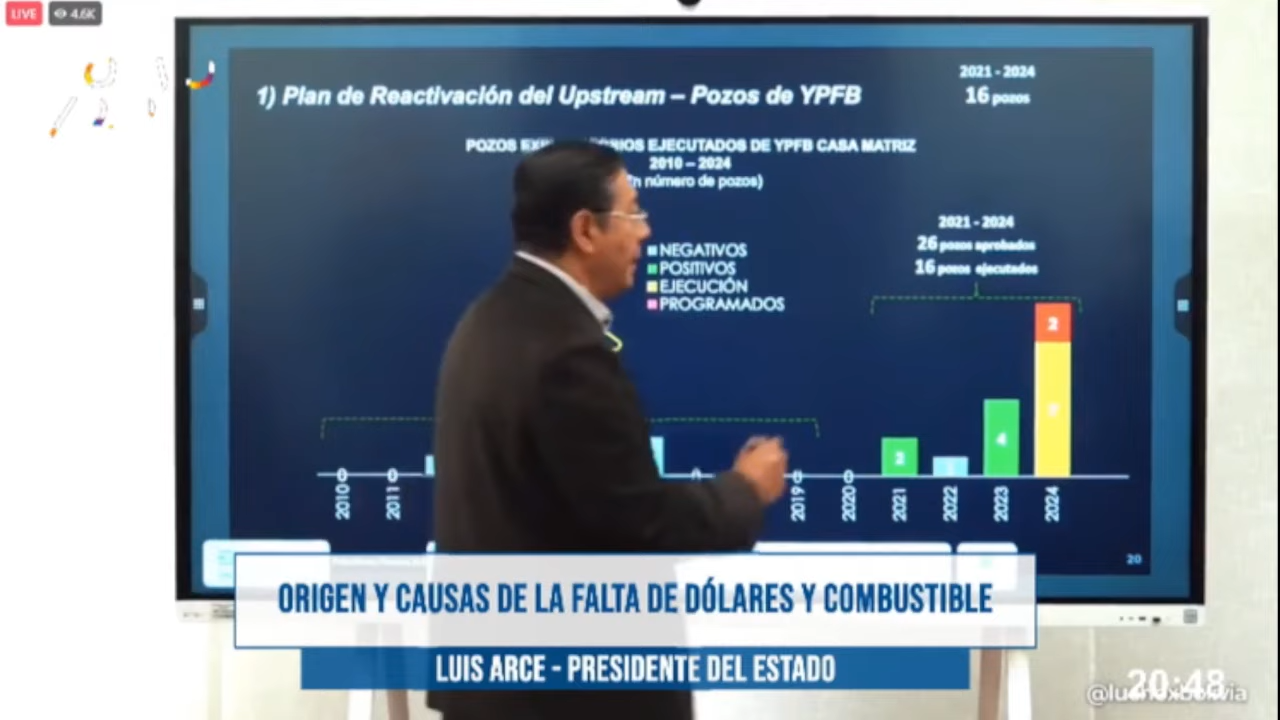 LIVE 4.6K
2021 - 2024
16 pozos
1) Plan de Reactivación del Upstream – Pozos de YPFB
POZOS EJECUTADOS DE YPFB CASA MATRIZ
2010 – 2024
número de pozos)
2021 - 2024
26 pozos aprobados
16 pozos ejecutados
NEGATIVOS
POSITIVOS
EJECUCIÓN
PROGRAMADOS
2
4
2
0 0 0 0
2010 2011 2019 2020 2021 2022 2023 2024
20
ORIGEN Y CAUSAS DE LA FALTA DE DÓLARES Y COMBUSTIBLE
LUIS ARCE - PRESIDENTE DEL ESTADO
20:48